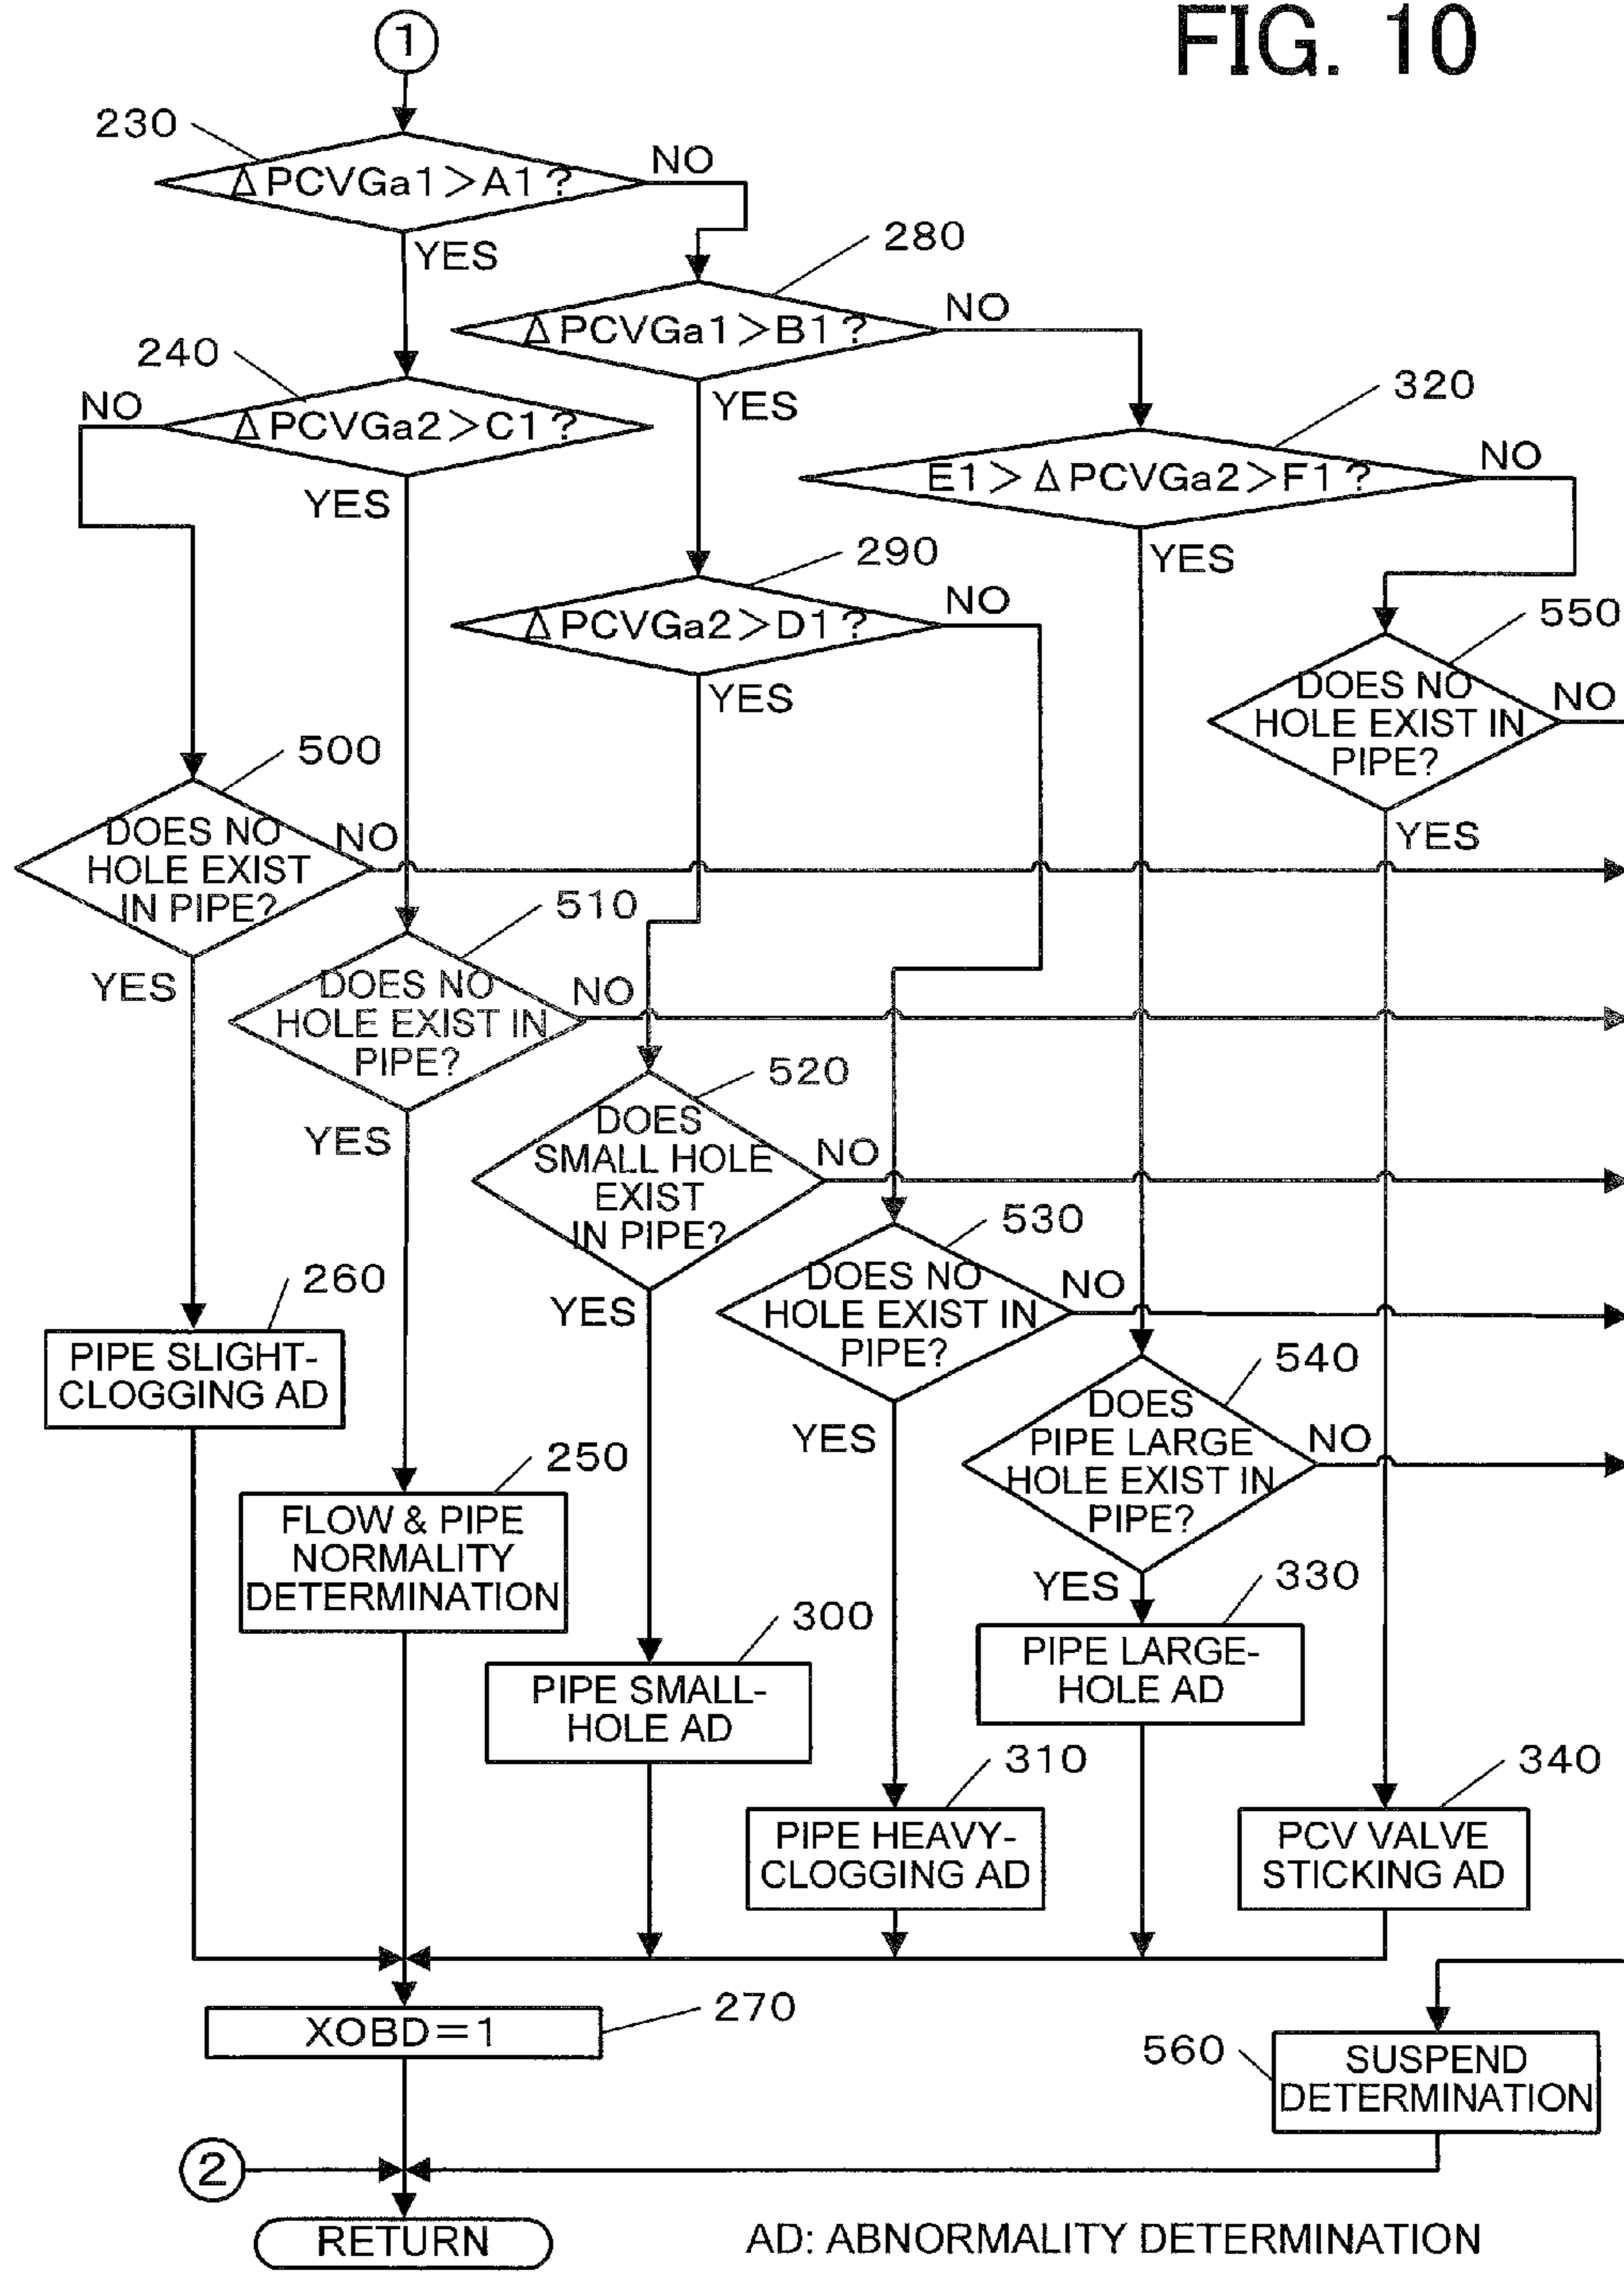 FIG. 10
1
230
ΔPCVGa1>A1?
NO
YES
280
ΔPCVGa1>B1?
NO
YES
240
NO
ΔPCVGa2>C1?
YES
320
E1>ΔPCVGa2>F1?
NO
YES
290
ΔPCVGa2>D1?
NO
YES
550
DOES NO
HOLE EXIST IN
PIPE?
NO
YES
500
DOES NO
HOLE EXIST
IN PIPE?
NO
YES
510
DOES NO
HOLE EXIST IN
PIPE?
NO
YES
520
DOES
SMALL HOLE
EXIST
IN PIPE?
NO
YES
530
DOES NO
HOLE EXIST IN
PIPE?
NO
YES
540
DOES
PIPE LARGE
HOLE EXIST IN
PIPE?
NO
YES
260
PIPE SLIGHT-
CLOGGING AD
250
FLOW & PIPE
NORMALITY
DETERMINATION
300
PIPE SMALL-
HOLE AD
330
PIPE LARGE-
HOLE AD
310
PIPE HEAVY-
CLOGGING AD
340
PCV VALVE
STICKING AD
270
XOBD=1
560
SUSPEND
DETERMINATION
2
RETURN
AD: ABNORMALITY DETERMINATION